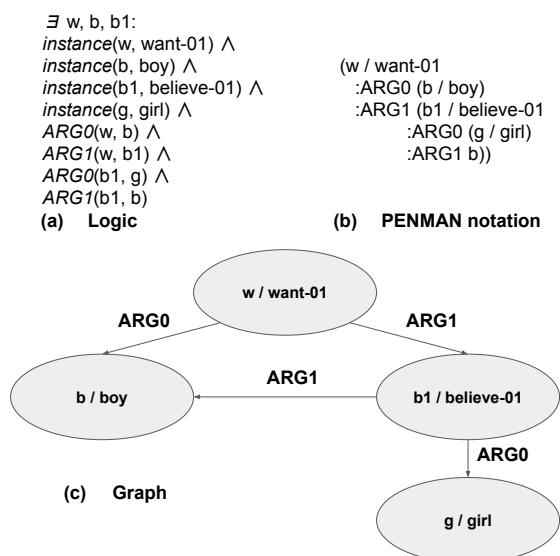 ∃ w, b, b1:
instance(w, want-01) ∧
instance(b, boy) ∧
instance(b1, believe-01) ∧
instance(g, girl) ∧
ARG0(w, b) ∧
ARG1(w, b1) ∧
ARG0(b1, g) ∧
ARG1(b1, b)
(a) Logic
(w / want-01
:ARG0 (b / boy)
:ARG1 (b1 / believe-01
:ARG0 (g / girl)
:ARG1 b))
(b) PENMAN notation
w / want-01
ARG0
ARG1
b / boy
ARG1
b1 / believe-01
ARG0
(c) Graph
g / girl